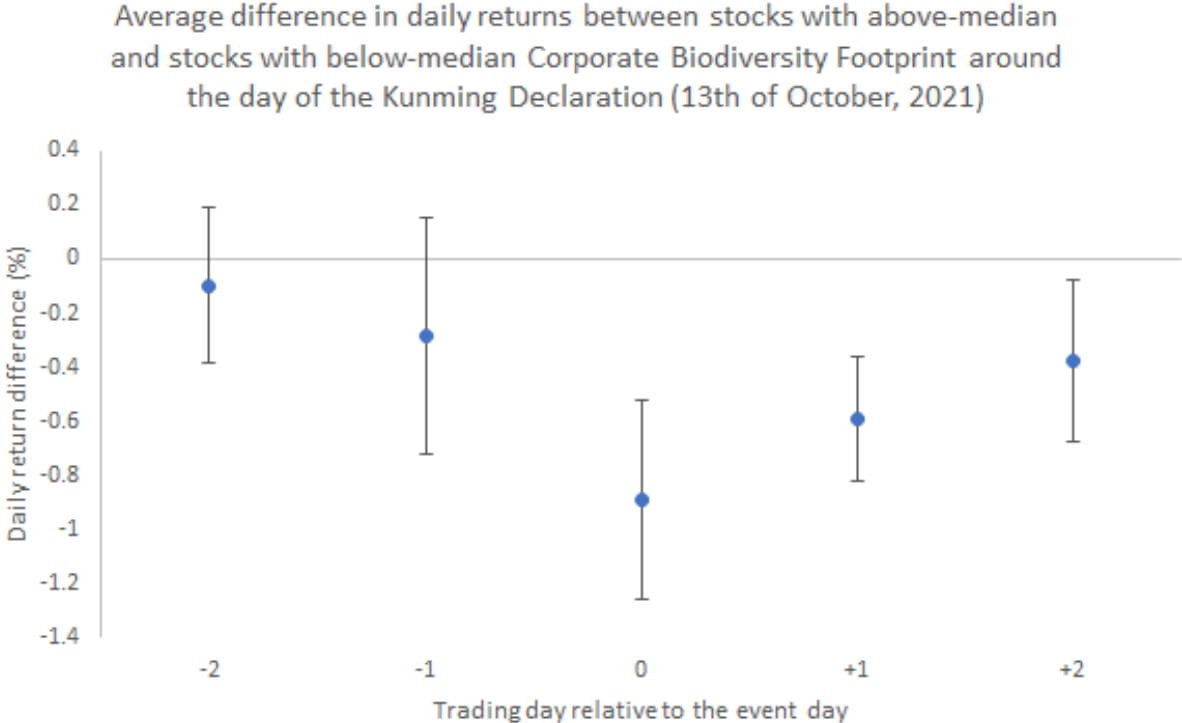 Average difference in daily returns between stocks with above-median
and stocks with below-median Corporate Biodiversity Footprint around
the day of the Kunming Declaration (13th of October, 2021)
0.4
0.2
0
-0.2
-0.4
-0.6
-0.8
-1
-1.2
-1.4
Daily return difference (%)
-2 -1 0 +1 +2
Trading day relative to the event day